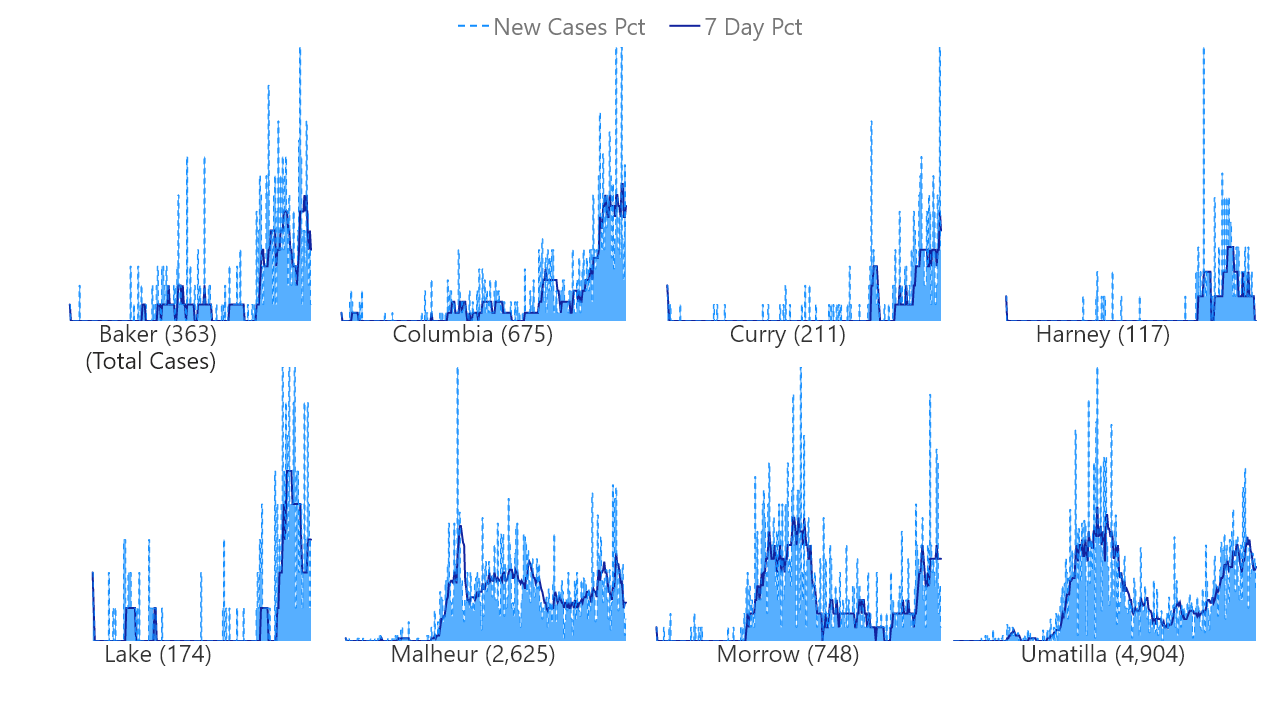 New Cases Pct 7 Day Pct
Baker (363) Columbia (675) Curry (211) Harney (117)
(Total Cases)
Lake (174) Malheur (2,625) Morrow (748) Umatilla (4,904)